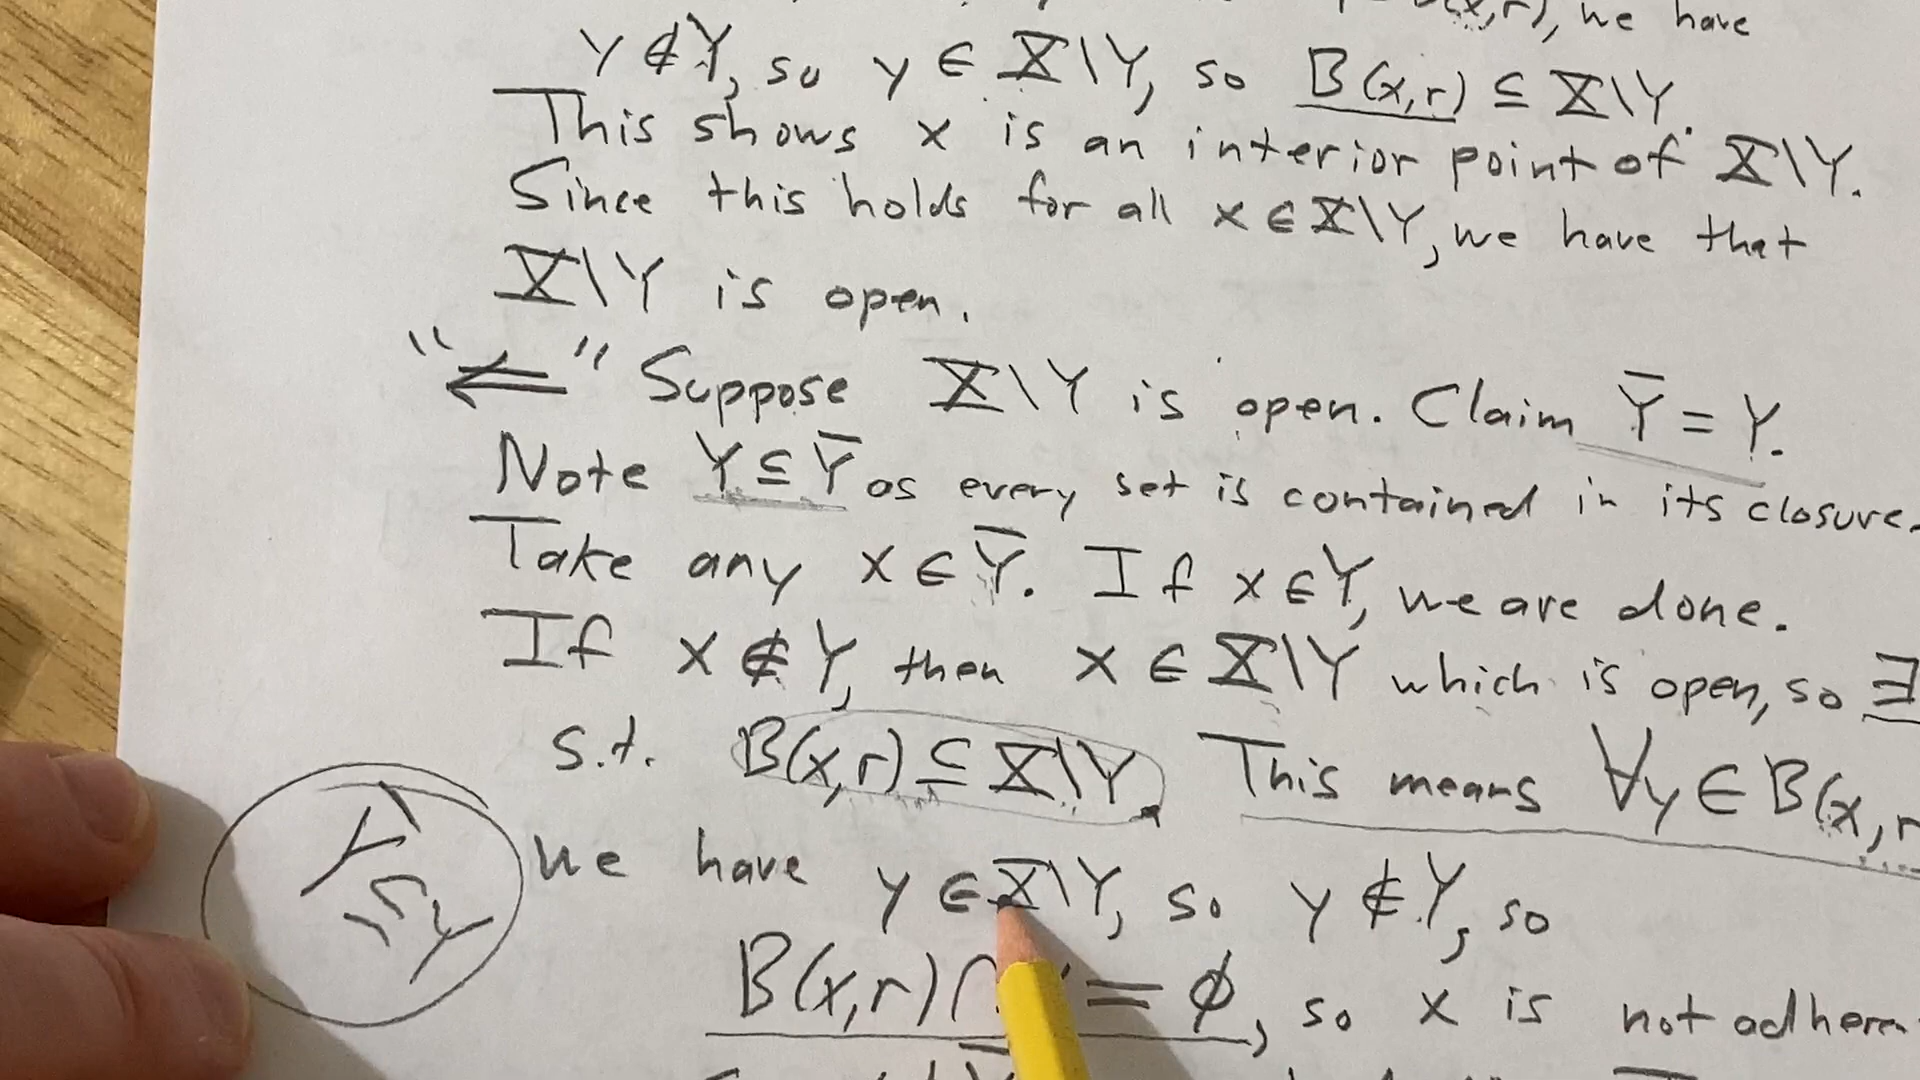 B(x,r), we have
y ∉ Y, so y ∈ X\Y, so B(x,r) ⊆ X\Y.
This shows x is an interior point of X\Y.
Since this holds for all x ∈ X\Y, we have that
X\Y is open.
"⇐" Suppose X\Y is open. Claim Ȳ = Y.
Note Y ⊆ Ȳ as every set is contained in its closure.
Take any x ∈ Ȳ. If x ∈ Y, we are done.
If x ∉ Y, then x ∈ X\Y which is open, so ∃
s.t. B(x,r) ⊆ X\Y. This means ∀y ∈ B(x,r
we have y ∈ X\Y, so y ∉ Y, so
B(x,r) ∩ = ∅, so x is not adheren
Ȳ ⊆ Y